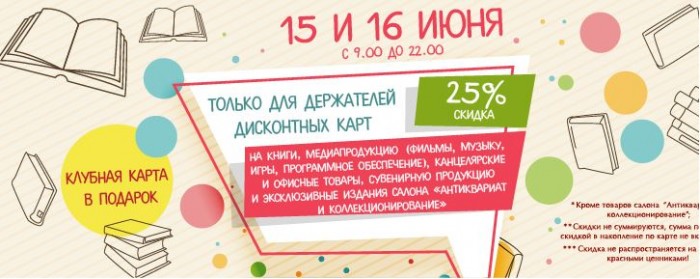 15 И 16 ИЮНЯ
С 9.00 ДО 22.00
ТОЛЬКО ДЛЯ ДЕРЖАТЕЛЕЙ
ДИСКОНТНЫХ КАРТ
25%
СКИДКА
НА КНИГИ, МЕДИАПРОДУКЦИЮ (ФИЛЬМЫ, МУЗЫКУ,
ИГРЫ, ПРОГРАММНОЕ ОБЕСПЕЧЕНИЕ), КАНЦЕЛЯРСКИЕ
И ОФИСНЫЕ ТОВАРЫ, СУВЕНИРНУЮ ПРОДУКЦИЮ
И ЭКСКЛЮЗИВНЫЕ ИЗДАНИЯ САЛОНА «АНТИКВАРИАТ
И КОЛЛЕКЦИОНИРОВАНИЕ»
КЛУБНАЯ КАРТА
В ПОДАРОК
*Кроме товаров салона "Антиквар
коллекционирование";
**Скидки не суммируются, сумма по
скидкой в накопление по карте не вк
***Скидка не распространяется на
красными ценниками!